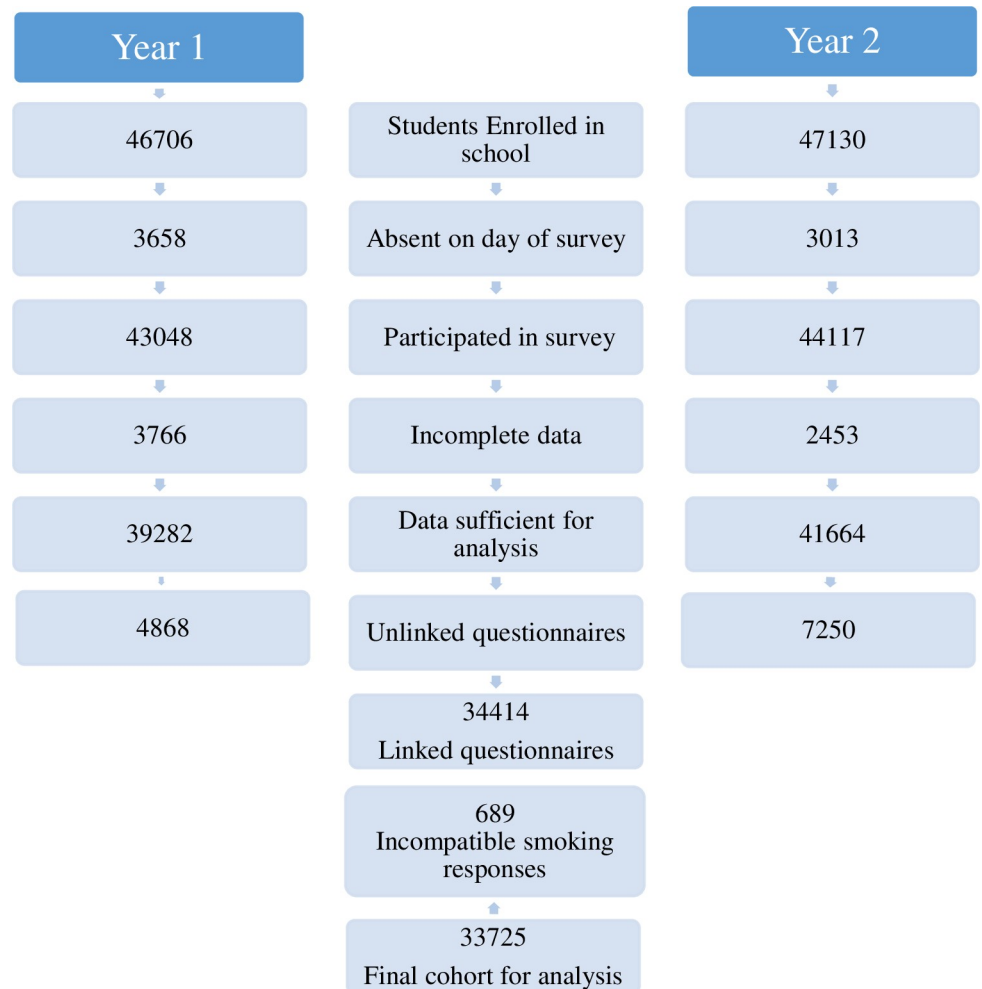 Year 1
Year 2
46706
Students Enrolled in
school
47130
3658
Absent on day of survey
3013
43048
Participated in survey
44117
3766
Incomplete data
2453
39282
Data sufficient for
analysis
41664
4868
Unlinked questionnaires
7250
34414
Linked questionnaires
689
Incompatible smoking
responses
33725
Final cohort for analysis